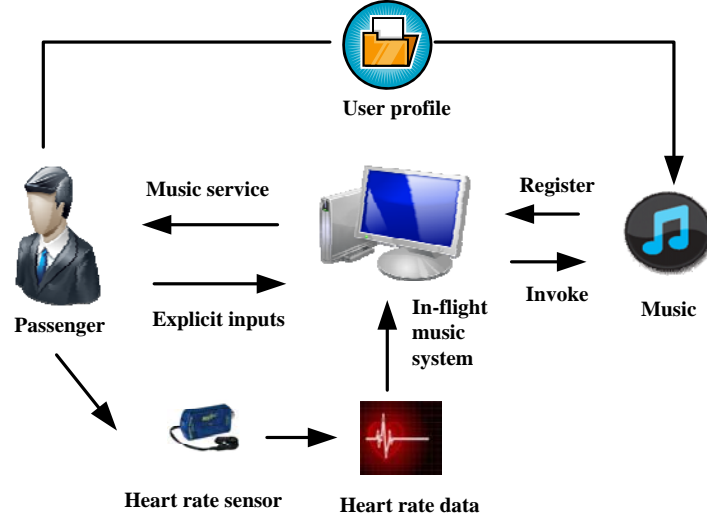 User profile
Music service
Register
Passenger
Explicit inputs
In-flight
music
system
Invoke
Music
Heart rate sensor
Heart rate data